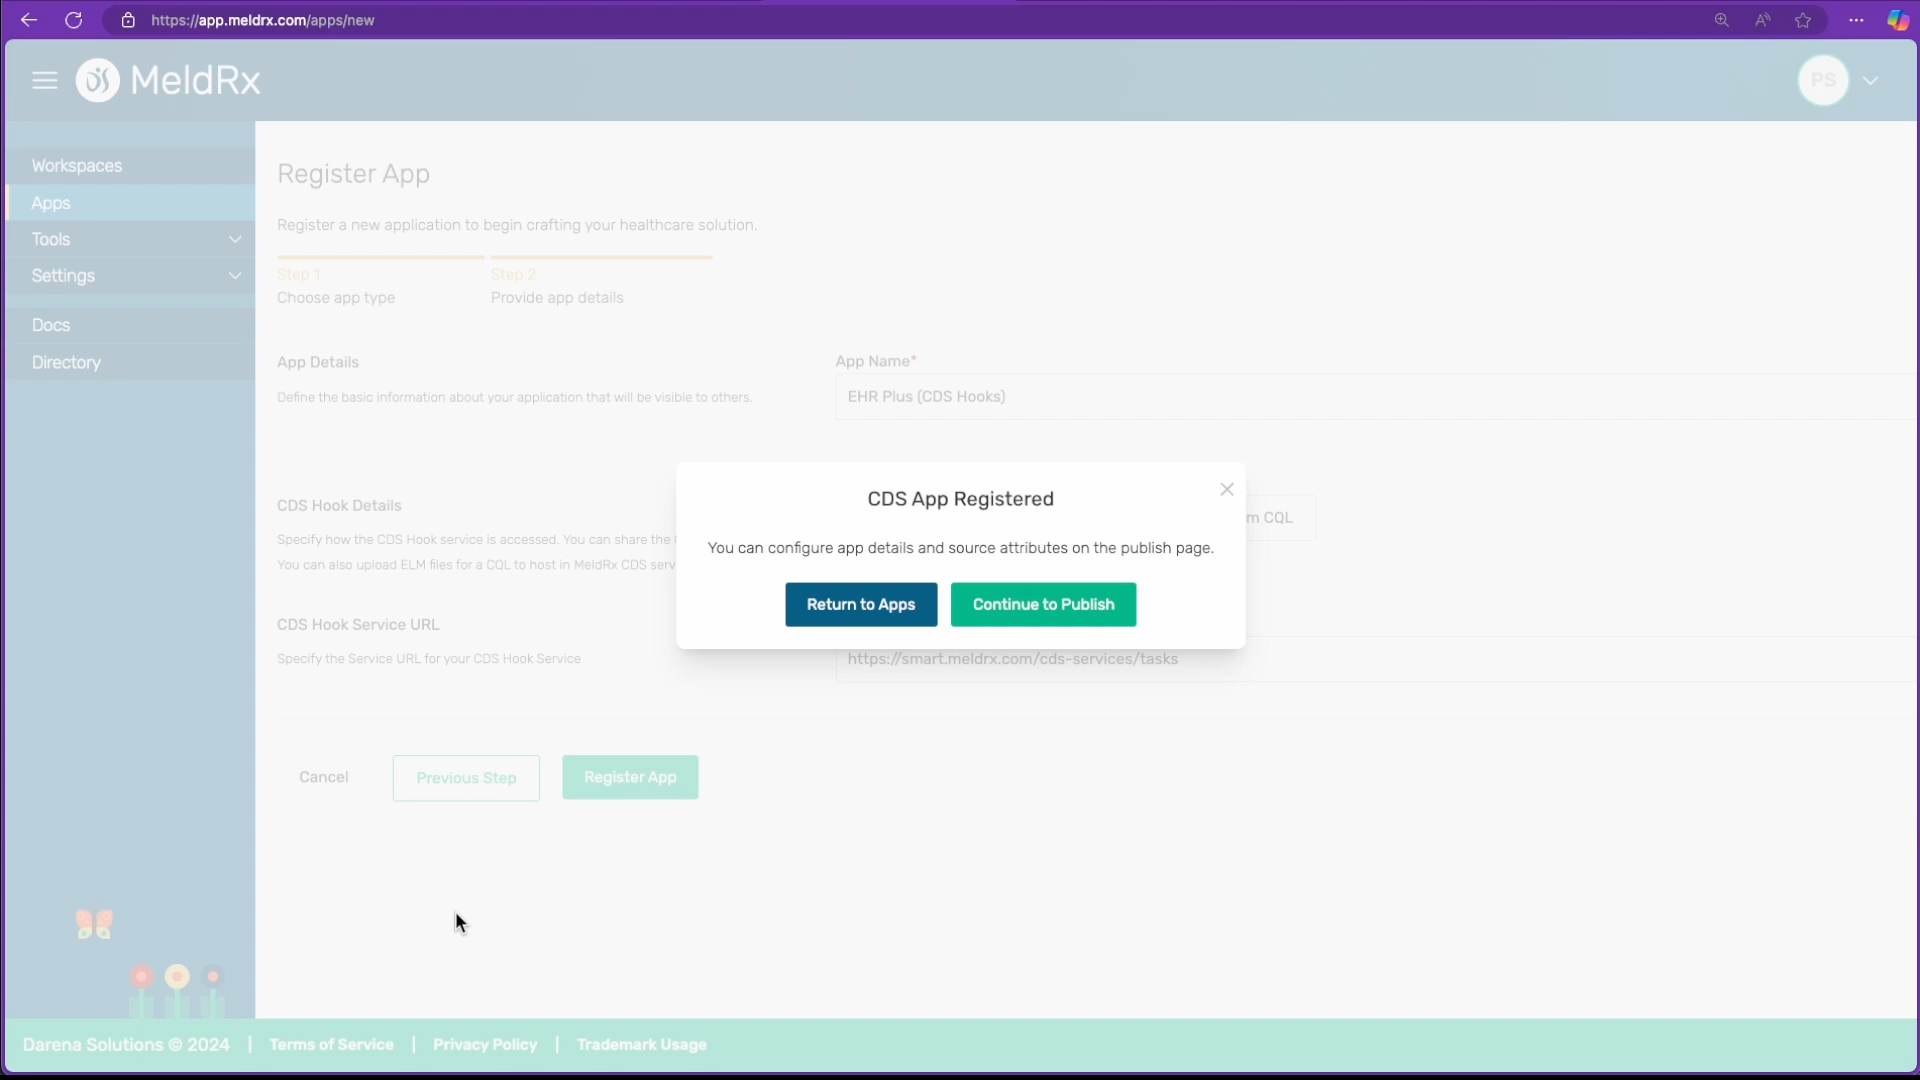 https://app.meldrx.com/apps/new
MeldRx
PS
Workspaces
Apps
Tools
Settings
Docs
Directory
Register App
Register a new application to begin crafting your healthcare solution.
Step 1
Choose app type
Step 2
Provide app details
App Details
Define the basic information about your application that will be visible to others.
App Name*
EHR Plus (CDS Hooks)
CDS Hook Details
Specify how the CDS Hook service is accessed. You can share the
You can also upload ELM files for a CQL to host in MeldRx CDS serv
m CQL
CDS Hook Service URL
Specify the Service URL for your CDS Hook Service
https://smart.meldrx.com/cds-services/tasks
CDS App Registered
You can configure app details and source attributes on the publish page.
Return to Apps
Continue to Publish
Cancel
Previous Step
Register App
Darena Solutions © 2024 | Terms of Service | Privacy Policy | Trademark Usage